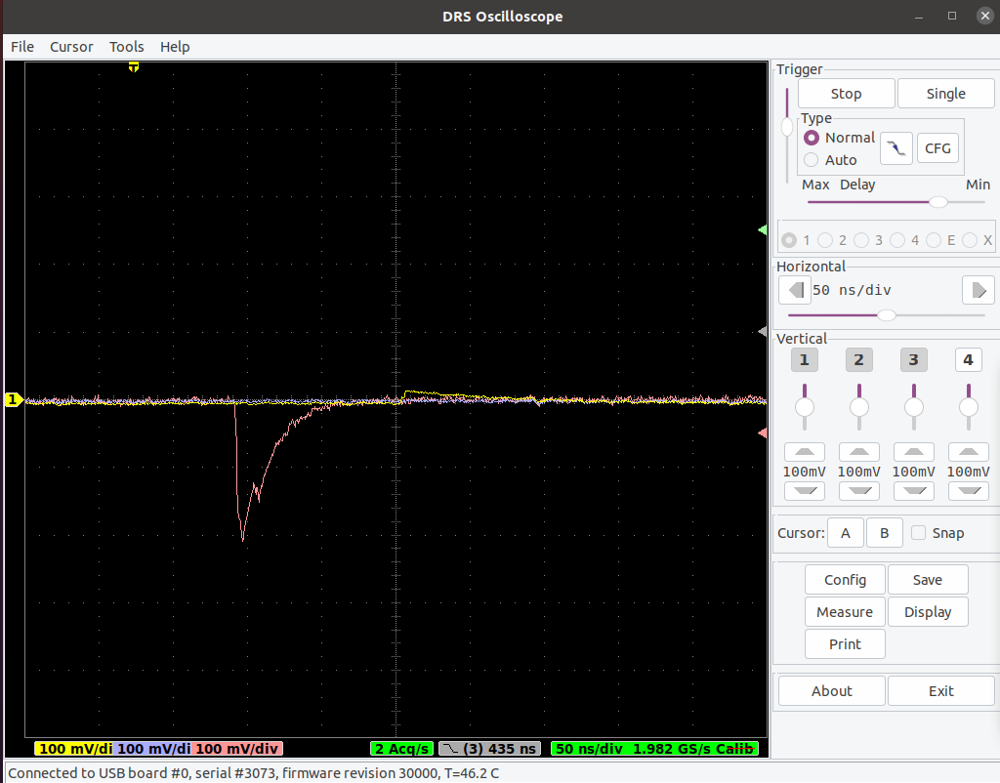 DRS Oscilloscope
File Cursor Tools Help
T
Trigger
Stop Single
Type
Normal
Auto
CFG
Max Delay Min
1 2 3 4 E X
Horizontal
50 ns/div
Vertical
1 2 3 4
1
100mV 100mV 100mV 100mV
Cursor: A B Snap
Config Save
Measure Display
Print
About Exit
100 mV/di 100 mV/di 100 mV/div 2 Acq/s (3) 435 ns 50 ns/div 1.982 GS/s Calib
Connected to USB board #0, serial #3073, firmware revision 30000, T=46.2 C